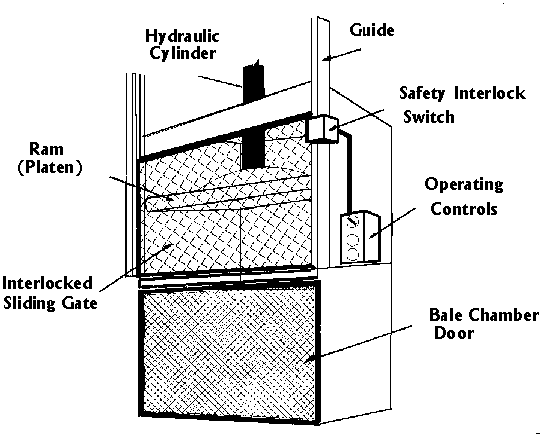 Hydraulic
Cylinder
Guide
Safety Interlock
Switch
Ram
(Platen)
Operating
Controls
Interlocked
Sliding Gate
Bale Chamber
Door